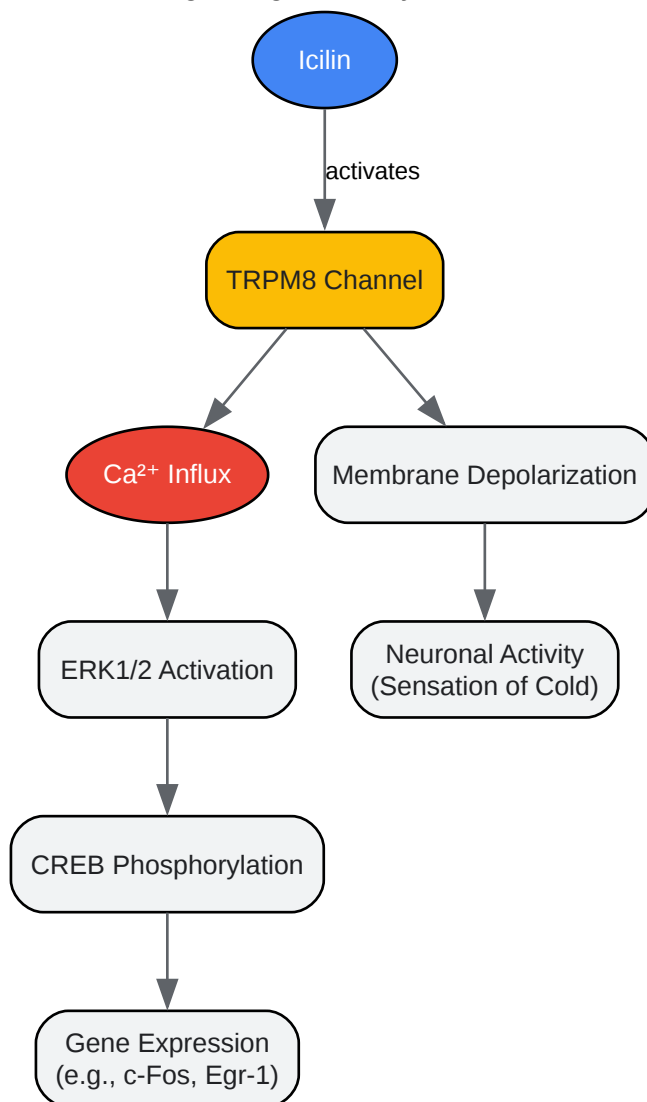 Icilin
activates
TRPM8 Channel
Ca²⁺ Influx
Membrane Depolarization
ERK1/2 Activation
Neuronal Activity
(Sensation of Cold)
CREB Phosphorylation
Gene Expression
(e.g., c-Fos, Egr-1)